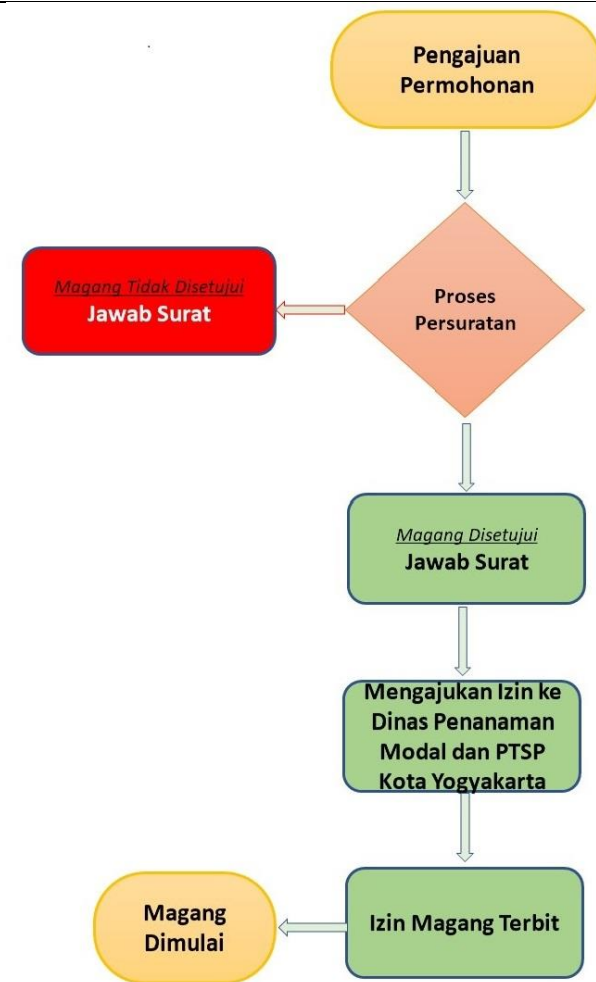 Pengajuan
Permohonan
Proses
Persuratan
Magang Tidak Disetujui
Jawab Surat
Magang Disetujui
Jawab Surat
Mengajukan Izin ke
Dinas Penanaman
Modal dan PTSP
Kota Yogyakarta
Izin Magang Terbit
Magang
Dimulai